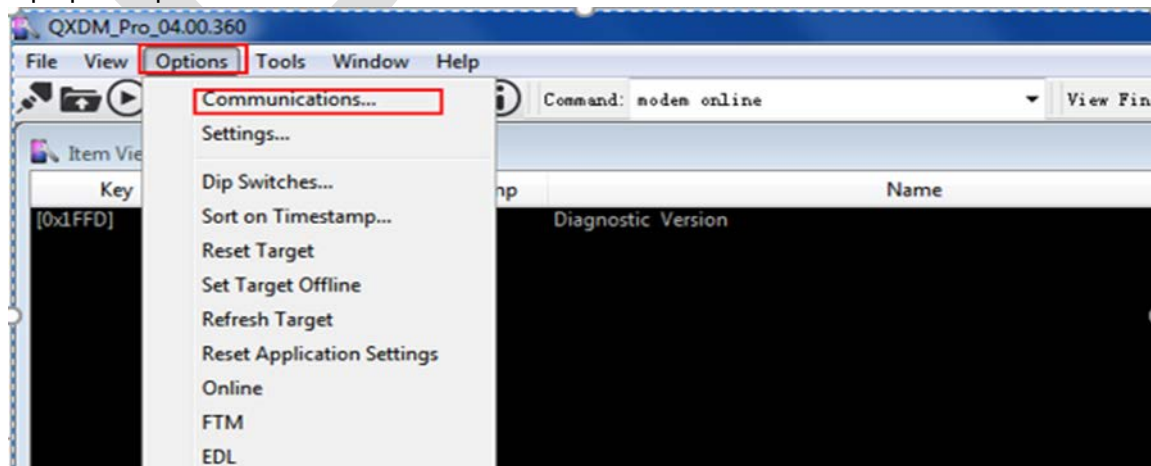 QXDM_Pro_04.00.360
File View Options Tools Window Help
Communications... Command: modem online View Fin
Settings...
Item Vie
Dip Switches...
Key mp Name
[0x1FFD] Sort on Timestamp... Diagnostic Version
Reset Target
Set Target Offline
Refresh Target
Reset Application Settings
Online
FTM
EDL